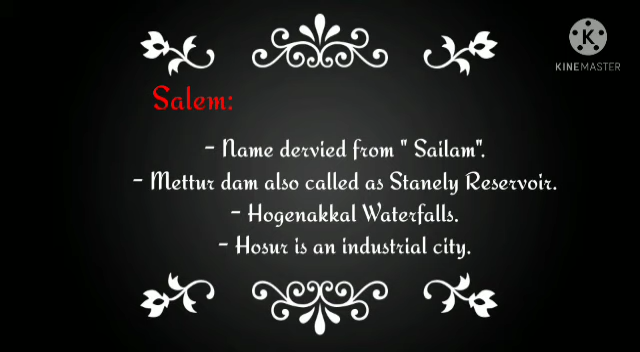 KINEMASTER
Salem:
- Name dervied from " Sailam".
- Mettur dam also called as Stanely Reservoir.
- Hogenakkal Waterfalls.
- Hosur is an industrial city.